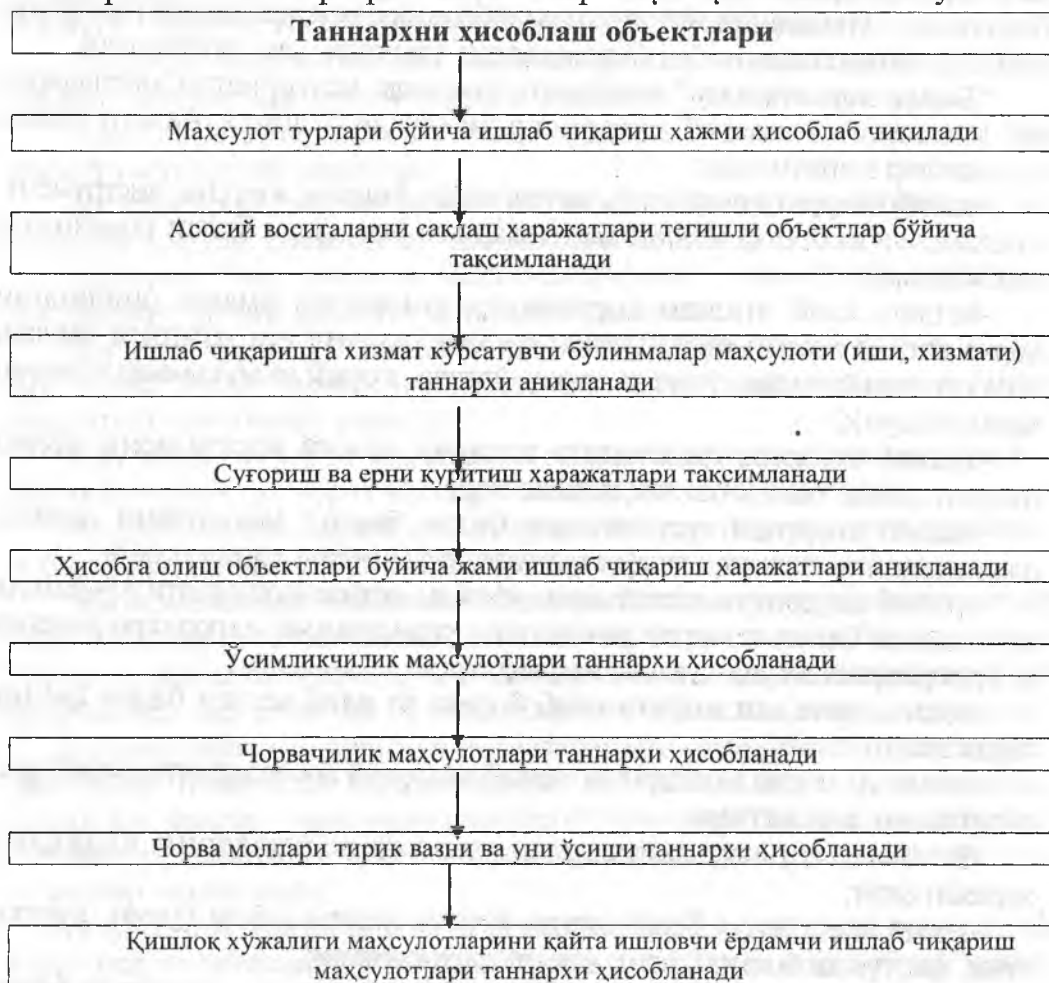 Таннархни ҳисоблаш объектлари
Маҳсулот турлари бўйича ишлаб чиқариш хажми ҳисоблаб чиқилади
Асосий воситаларни сақлаш харажатлари тегишли объектлар бўйича
тақсимланади
Ишлаб чиқаришга хизмат кўрсатувчи бўлинмалар маҳсулоти (иши, хизмати)
таннархи аниқланади
Суғориш ва ерни қуритиш харажатлари тақсимланади
Ҳисобга олиш объектлари бўйича жами ишлаб чиқариш харажатлари аниқланади
Ўсимликчилик маҳсулотлари таннархи ҳисобланади
Чорвачилик маҳсулотлари таннархи ҳисобланади
Чорва моллари тирик вазни ва уни ўсиши таннархи ҳисобланади
Қишлоқ хўжалиги маҳсулотларини қайта ишловчи ёрдамчи ишлаб чиқариш
маҳсулотлари таннархи ҳисобланади